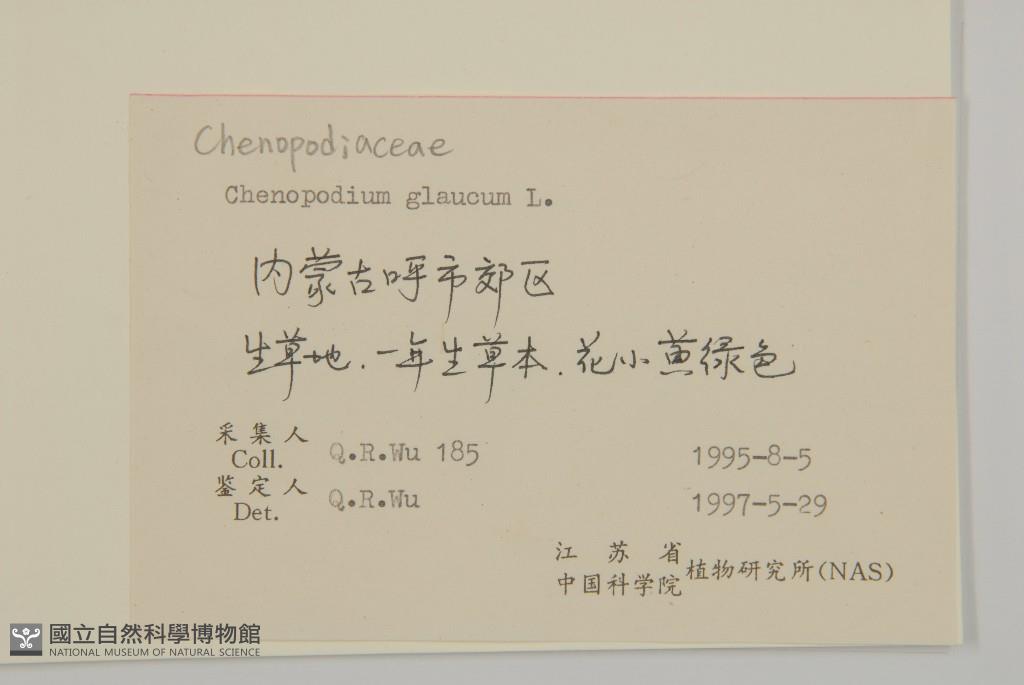 Chenopodiaceae
Chenopodium glaucum L.
内蒙古呼市郊区
生草地.一年生草本.花小黄绿色
采集人
Coll. Q.R.Wu 185 1995-8-5
鉴定人
Det. Q.R.Wu 1997-5-29
江苏省
中国科学院 植物研究所(NAS)
國立自然科學博物館
NATIONAL MUSEUM OF NATURAL SCIENCE